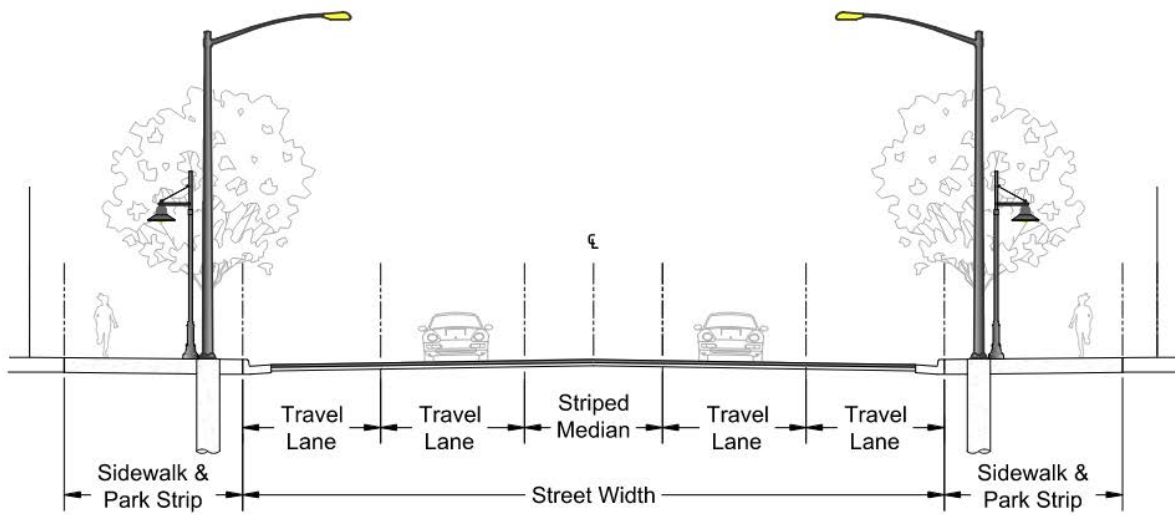 ℄
Travel
Lane
Travel
Lane
Striped
Median
Travel
Lane
Travel
Lane
Sidewalk &
Park Strip
Street Width
Sidewalk &
Park Strip